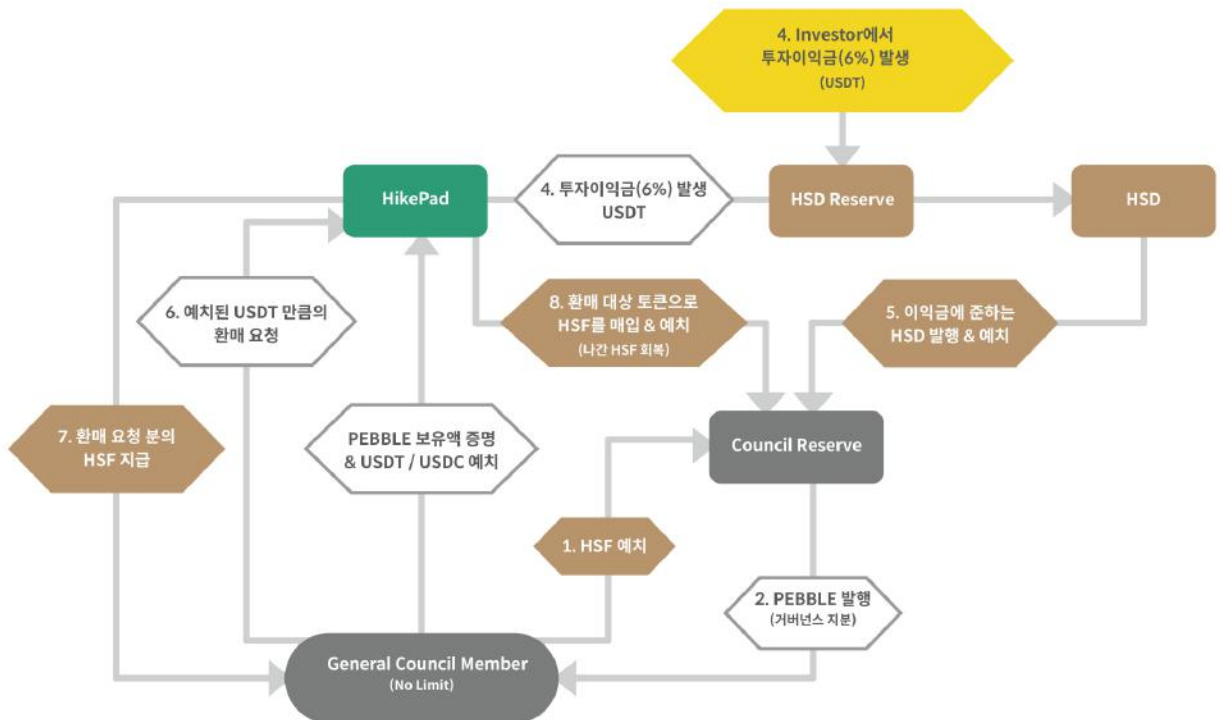 4. Investor에서
투자이익금(6%) 발생
(USDT)
HikePad
4. 투자이익금(6%) 발생
USDT
HSD Reserve
HSD
6. 예치된 USDT 만큼의
환매 요청
8. 환매 대상 토큰으로
HSF를 매입 & 예치
(나간 HSF 회복)
5. 이익금에 준하는
HSD 발행 & 예치
7. 환매 요청 분의
HSF 지급
PEBBLE 보유액 증명
& USDT / USDC 예치
Council Reserve
1. HSF 예치
2. PEBBLE 발행
(거버넌스 지분)
General Council Member
(No Limit)